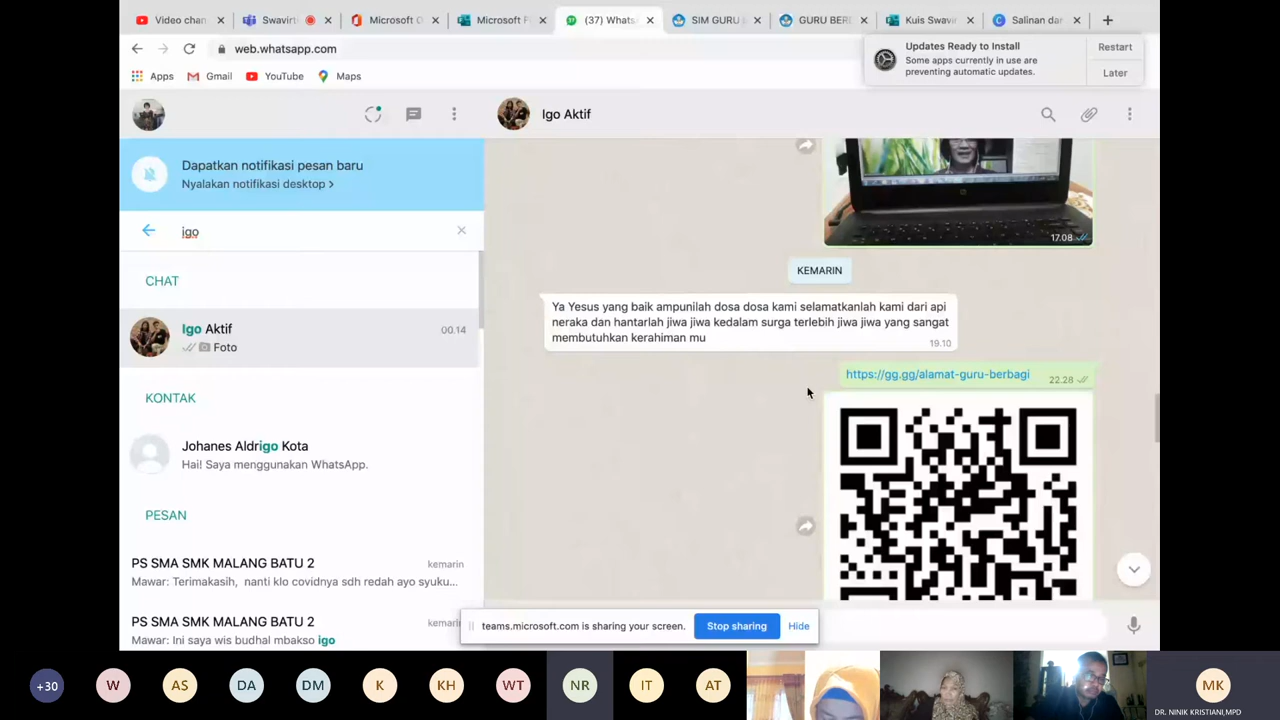 Video chan
Swavirt
Microsoft O
Microsoft F
(37) Whats
SIM GURU
GURU BER
Kuis Swavi
Salinan dar
web.whatsapp.com
Updates Ready to Install
Some apps currently in use are
preventing automatic updates.
Restart
Later
Apps
Gmail
YouTube
Maps
Igo Aktif
Dapatkan notifikasi pesan baru
Nyalakan notifikasi desktop >
igo
CHAT
Igo Aktif
00.14
Foto
KONTAK
Johanes Aldrigo Kota
Hai! Saya menggunakan WhatsApp.
PESAN
PS SMA SMK MALANG BATU 2
kemarin
Mawar: Terimakasih, nanti klo covidnya sdh redah ayo syuku...
PS SMA SMK MALANG BATU 2
kemarin
Mawar: Ini saya wis budhal mbakso igo
17.08
KEMARIN
Ya Yesus yang baik ampunilah dosa dosa kami selamatkanlah kami dari api
neraka dan hantarlah jiwa jiwa kedalam surga terlebih jiwa jiwa yang sangat
membutuhkan kerahiman mu
19.10
https://gg.gg/alamat-guru-berbagi
22.28
teams.microsoft.com is sharing your screen.
Stop sharing
Hide
+30
W
AS
DA
DM
K
KH
WT
NR
IT
AT
MK
DR. NINIK KRISTIANI,MPD